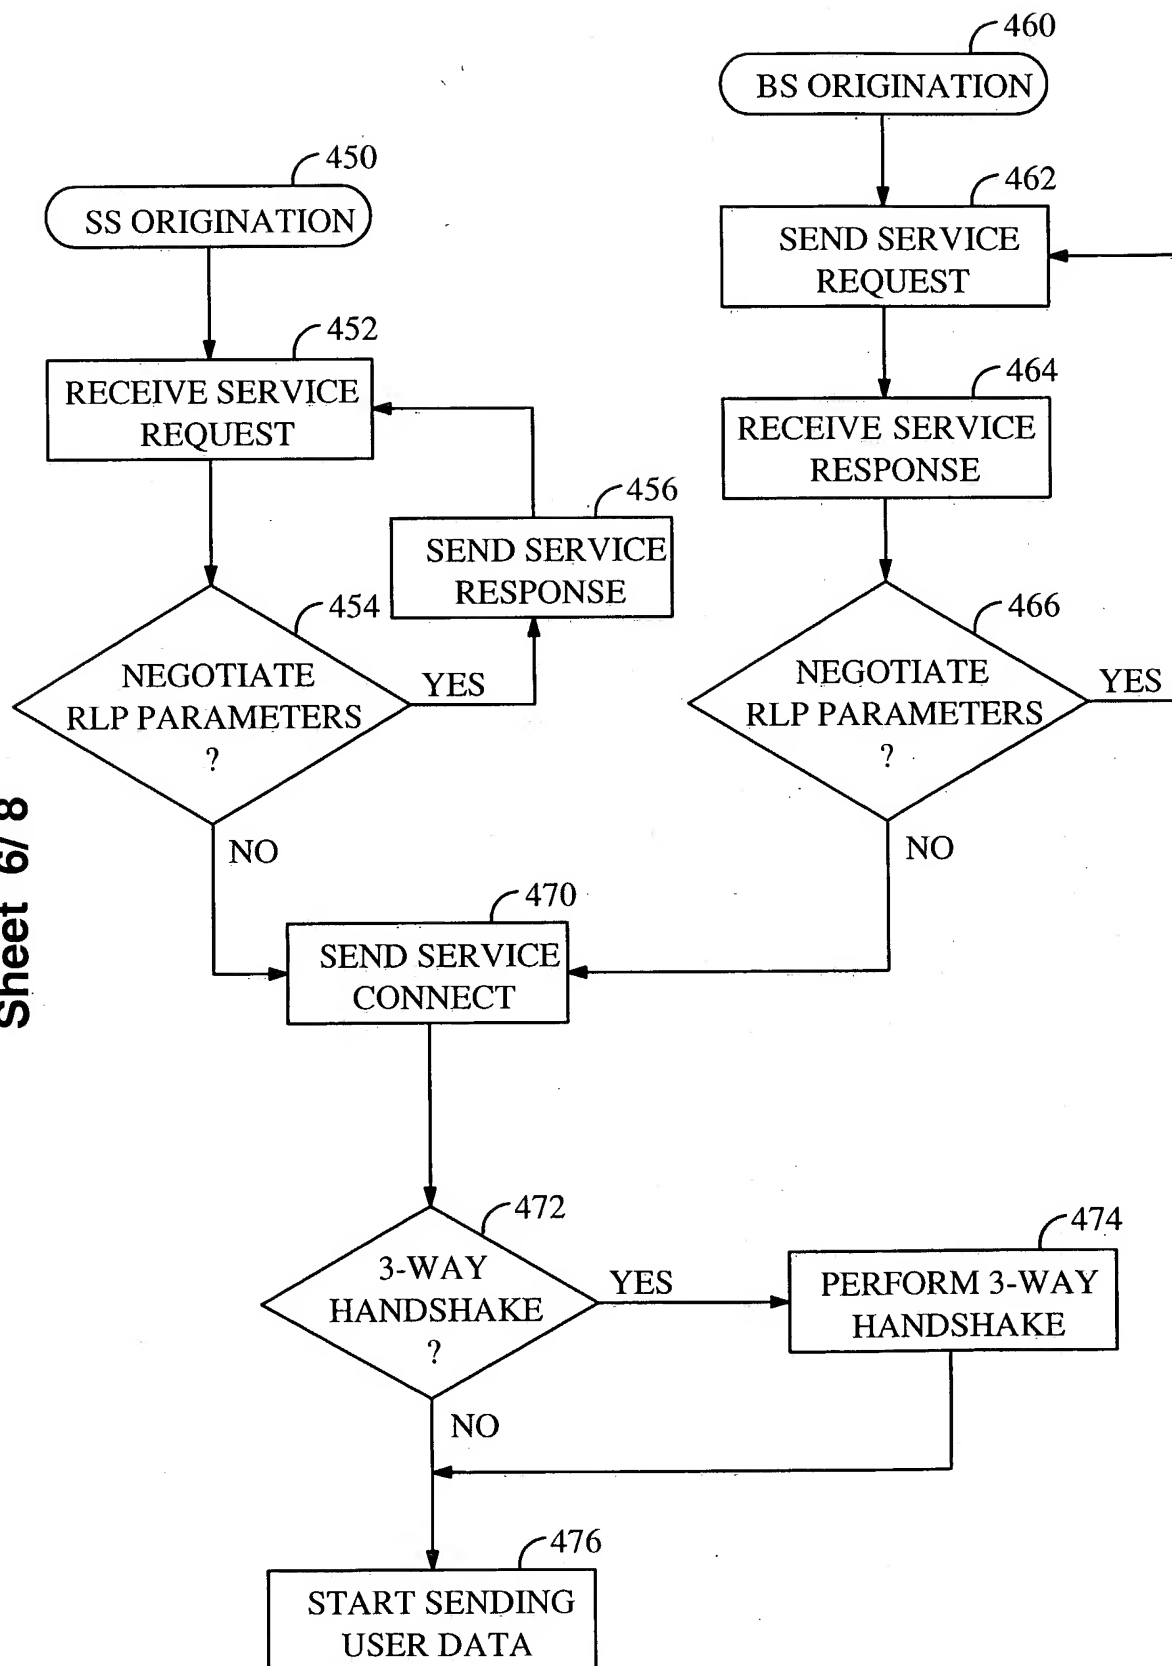 460
BS ORIGINATION
450
SS ORIGINATION
462
SEND SERVICE
REQUEST
452
RECEIVE SERVICE
REQUEST
464
RECEIVE SERVICE
RESPONSE
456
SEND SERVICE
RESPONSE
454
NEGOTIATE
RLP PARAMETERS
?
YES
466
NEGOTIATE
RLP PARAMETERS
?
YES
NO
NO
Sheet 6/8
470
SEND SERVICE
CONNECT
472
3-WAY
HANDSHAKE
?
YES
474
PERFORM 3-WAY
HANDSHAKE
NO
476
START SENDING
USER DATA